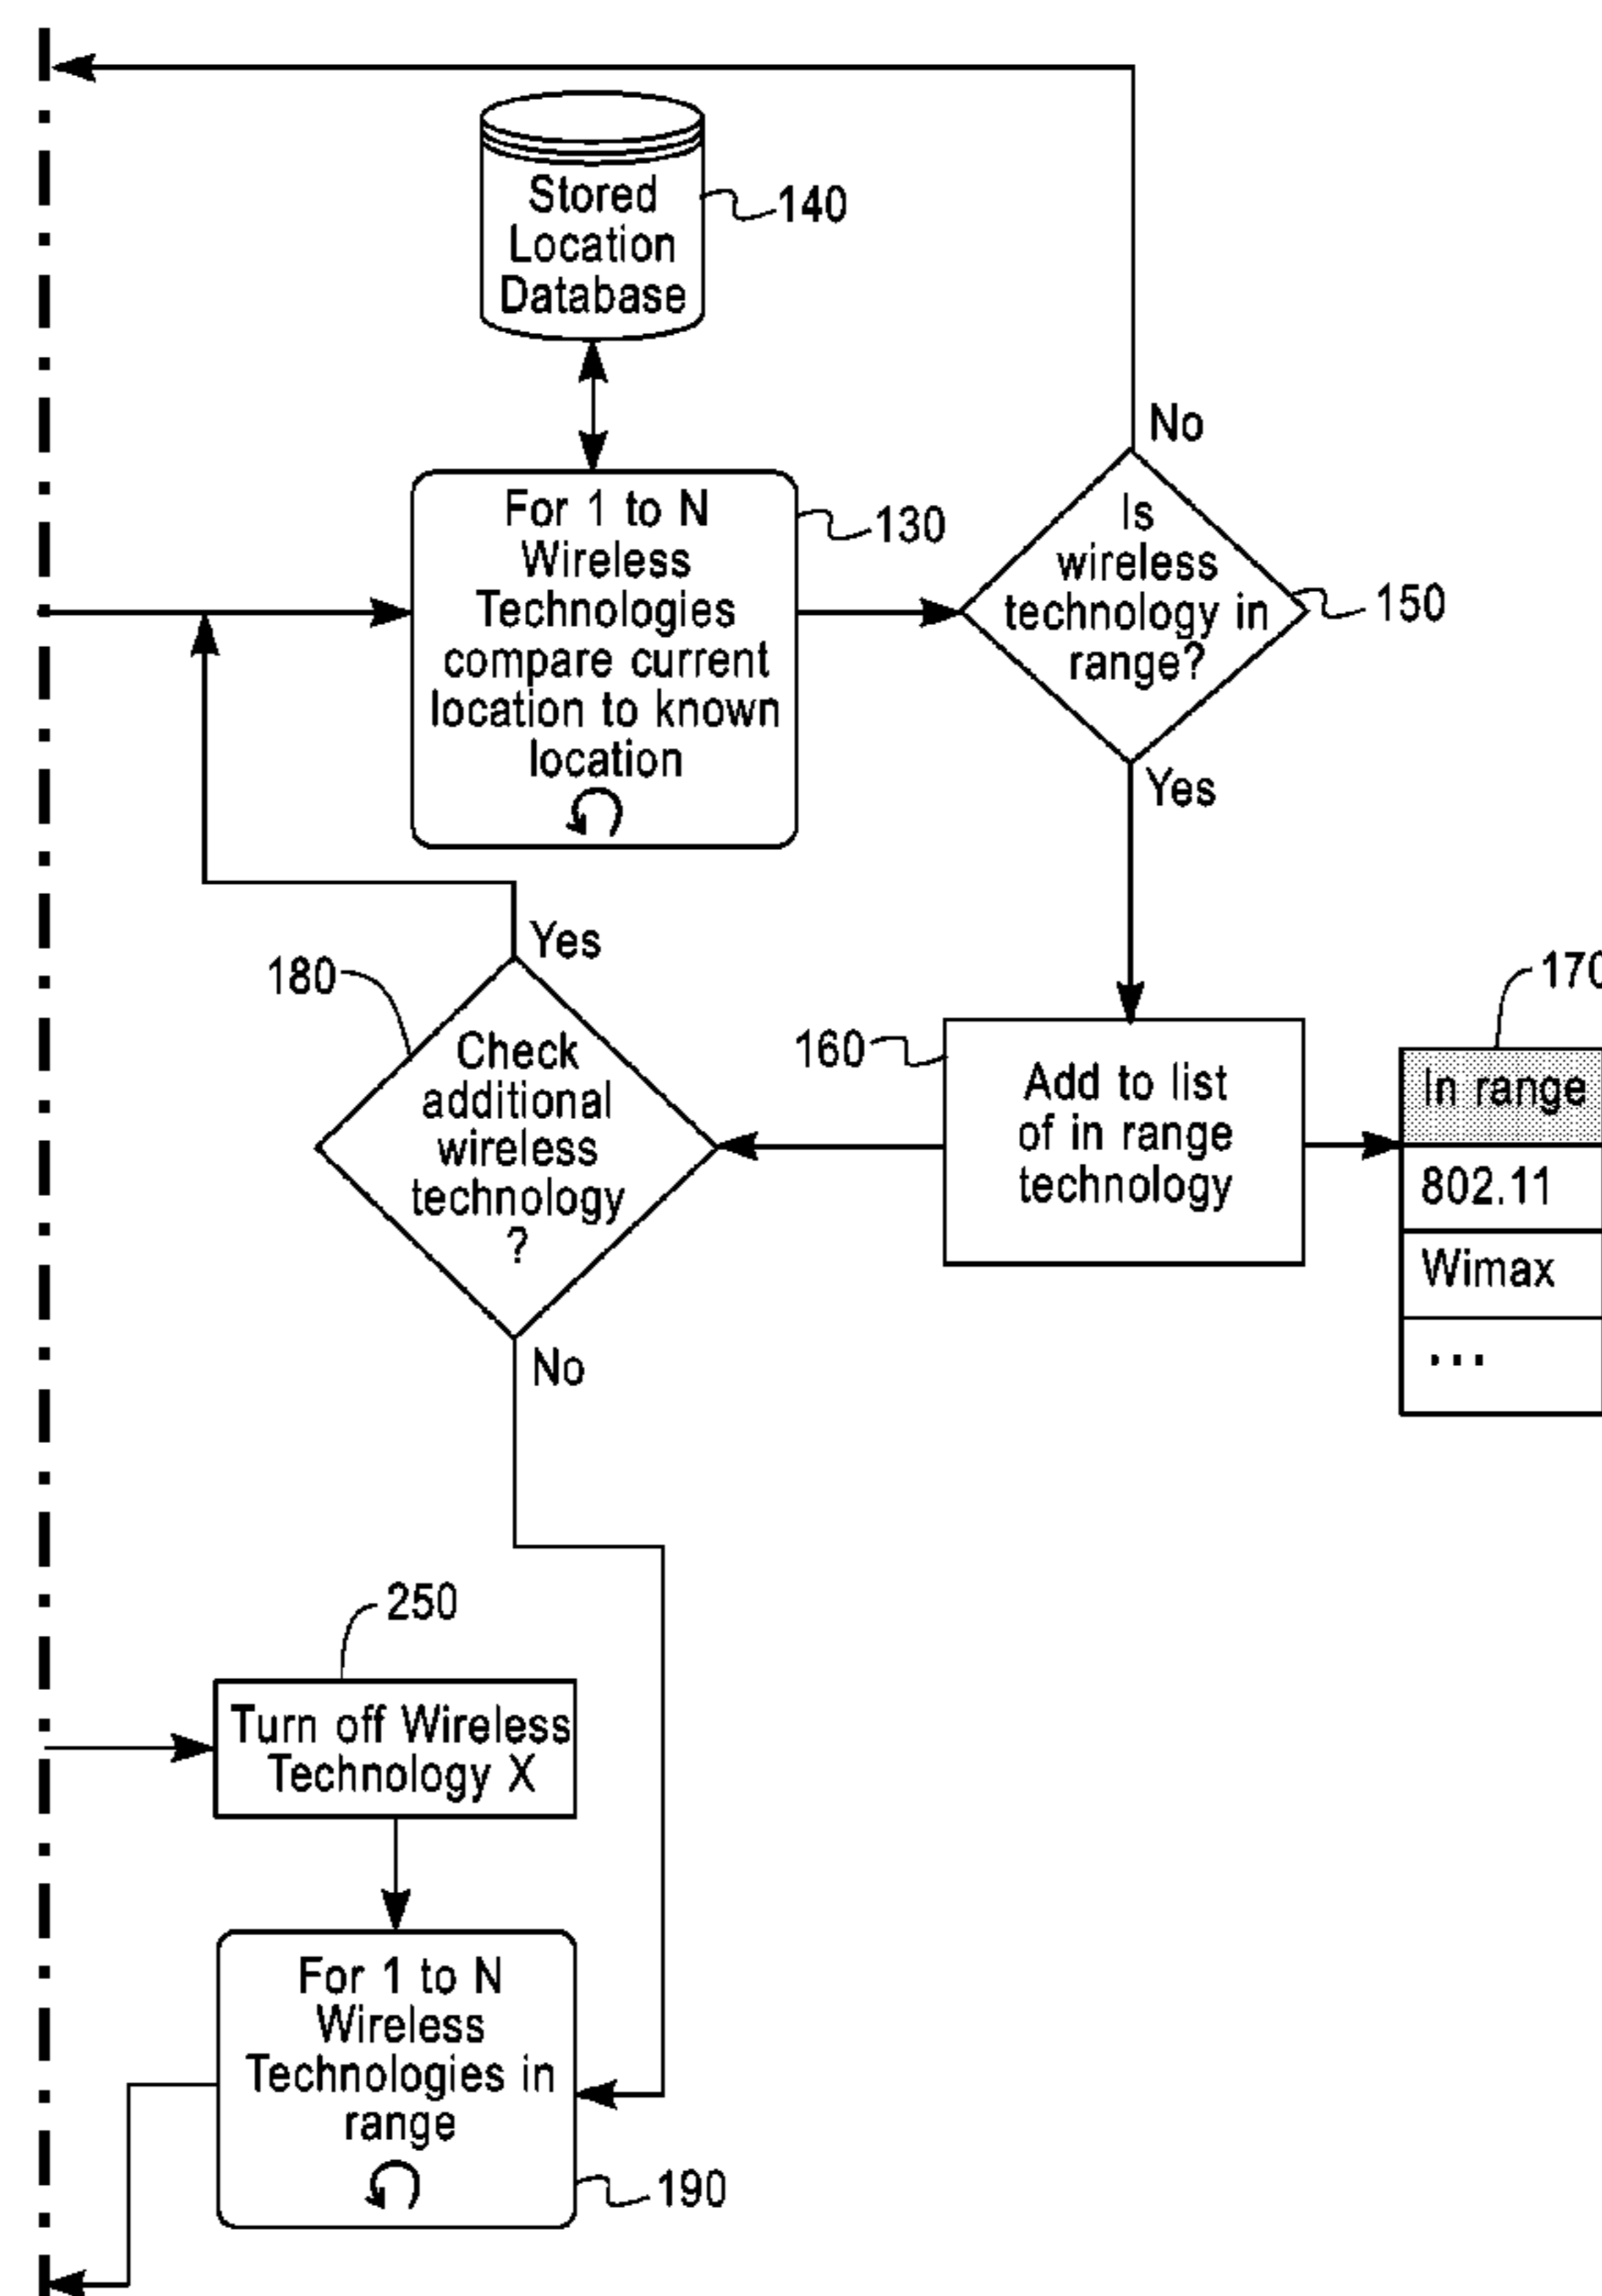 Stored
Location
Database
140
No
For 1 to N
Wireless
Technologies
compare current
location to known
location
130
Is
wireless
technology in
range?
150
Yes
Yes
180
Check
additional
wireless
technology
?
160
Add to list
of in range
technology
170
In range
802.11
Wimax
...
No
250
Turn off Wireless
Technology X
For 1 to N
Wireless
Technologies in
range
190